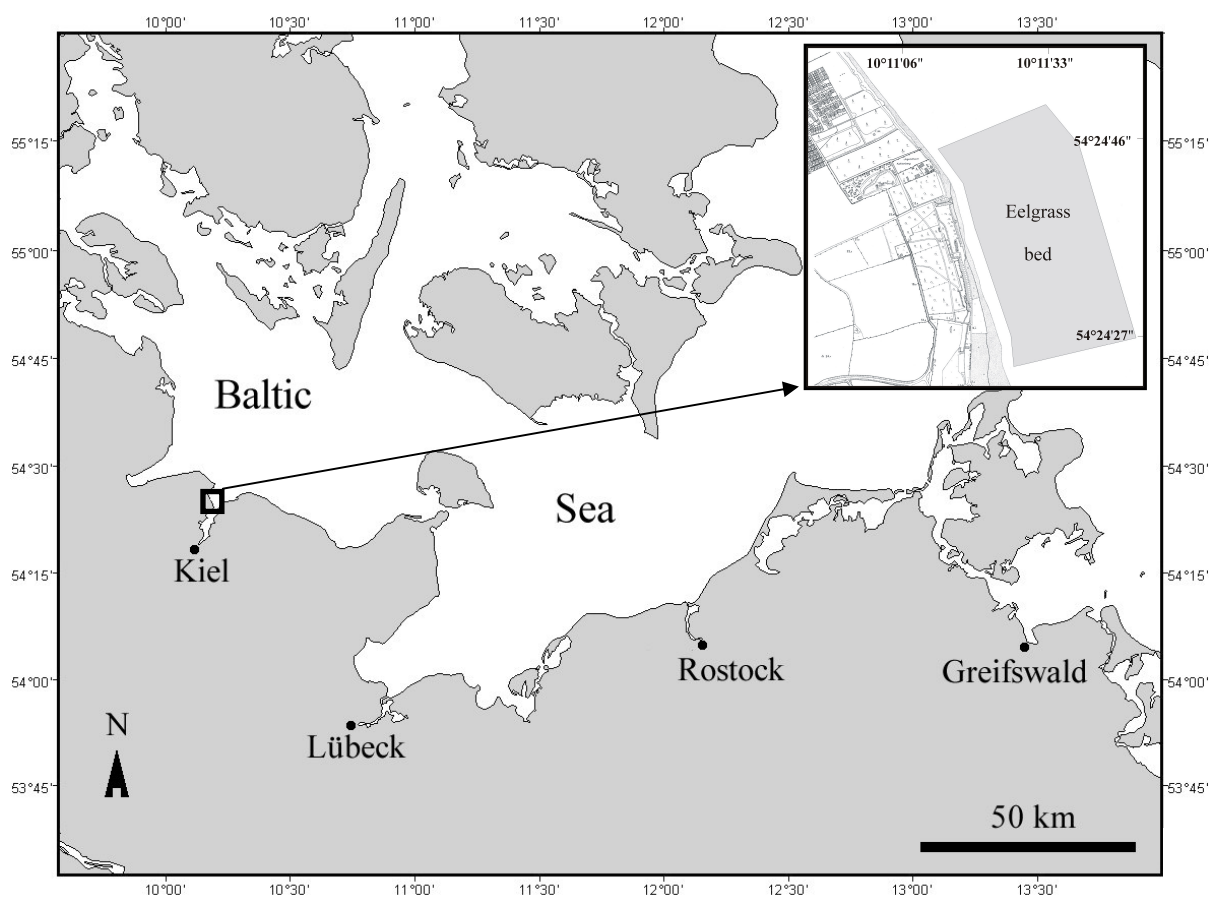 10°00' 10°30' 11°00' 11°30' 12°00' 12°30' 13°00' 13°30'
10°11'06" 10°11'33"
55°15' 54°24'46" 55°15'
Eelgrass
bed
55°00' 55°00'
54°24'27"
54°45' 54°45'
Baltic
54°30' 54°30'
Sea
Kiel
54°15' 54°15'
Rostock
Greifswald
54°00' 54°00'
N
Lübeck
53°45' 53°45'
50 km
10°00' 10°30' 11°00' 11°30' 12°00' 12°30' 13°00' 13°30'